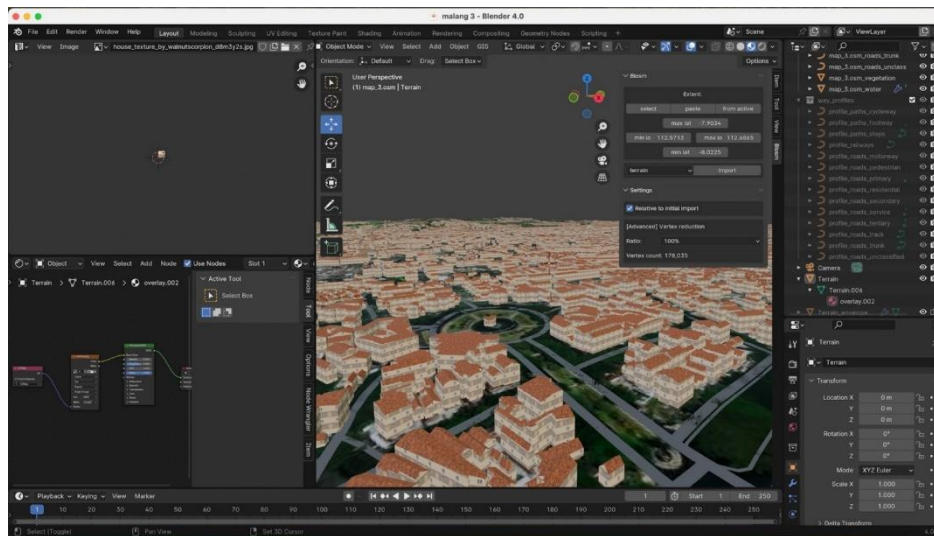 malang 3 - Blender 4.0
File Edit Render Window Help Layout Modeling Sculpting UV Editing Texture Paint Shading Animation Rendering Compositing Geometry Nodes Scripting + Scene ViewLayer
View Image house_texture_by_walnutscorpion_d8m3y2s.jpg
Object Mode View Select Add Object GIS Global
Orientation: Default Drag: Select Box Options
User Perspective
(1) map_3.osm | Terrain
Blosm
Extent:
select paste from active
max lat -7.9034
min lo 112.5713 max lo 112.6865
min lat -8.0225
terrain import
Settings
Relative to initial import
[Advanced] Vertex reduction
Ratio: 100%
Vertex count: 178,035
Item
Tool
View
Blosm
map_3.osm_roads_trunk
map_3.osm_roads_unclass
map_3.osm_vegetation
map_3.osm_water
way_profiles
profile_paths_cycleway
profile_paths_footway
profile_paths_steps
profile_railways
profile_roads_motorway
profile_roads_pedestrian
profile_roads_primary
profile_roads_residential
profile_roads_secondary
profile_roads_service
profile_roads_tertiary
profile_roads_track
profile_roads_trunk
profile_roads_unclassified
Camera
Terrain
Terrain.006
overlay.002
Terrain_envelope
Object View Select Add Node Use Nodes Slot 1
Terrain > Terrain.006 > overlay.002
Active Tool
Select Box
Node
Tool
View
Options
Node Wrangler
Item
Terrain
Terrain
Transform
Location X 0 m
Y 0 m
Z 0 m
Rotation X 0°
Y 0°
Z 0°
Mode XYZ Euler
Scale X 1.000
Y 1.000
Z 1.000
Delta Transform
Playback Keying View Marker 1 Start 1 End 250
1 10 20 30 40 50 60 70 80 90 100 110 120 130 140 150 160 170 180 190 200 210 220 230 240 250
Select (Toggle) Pan View Set 3D Cursor